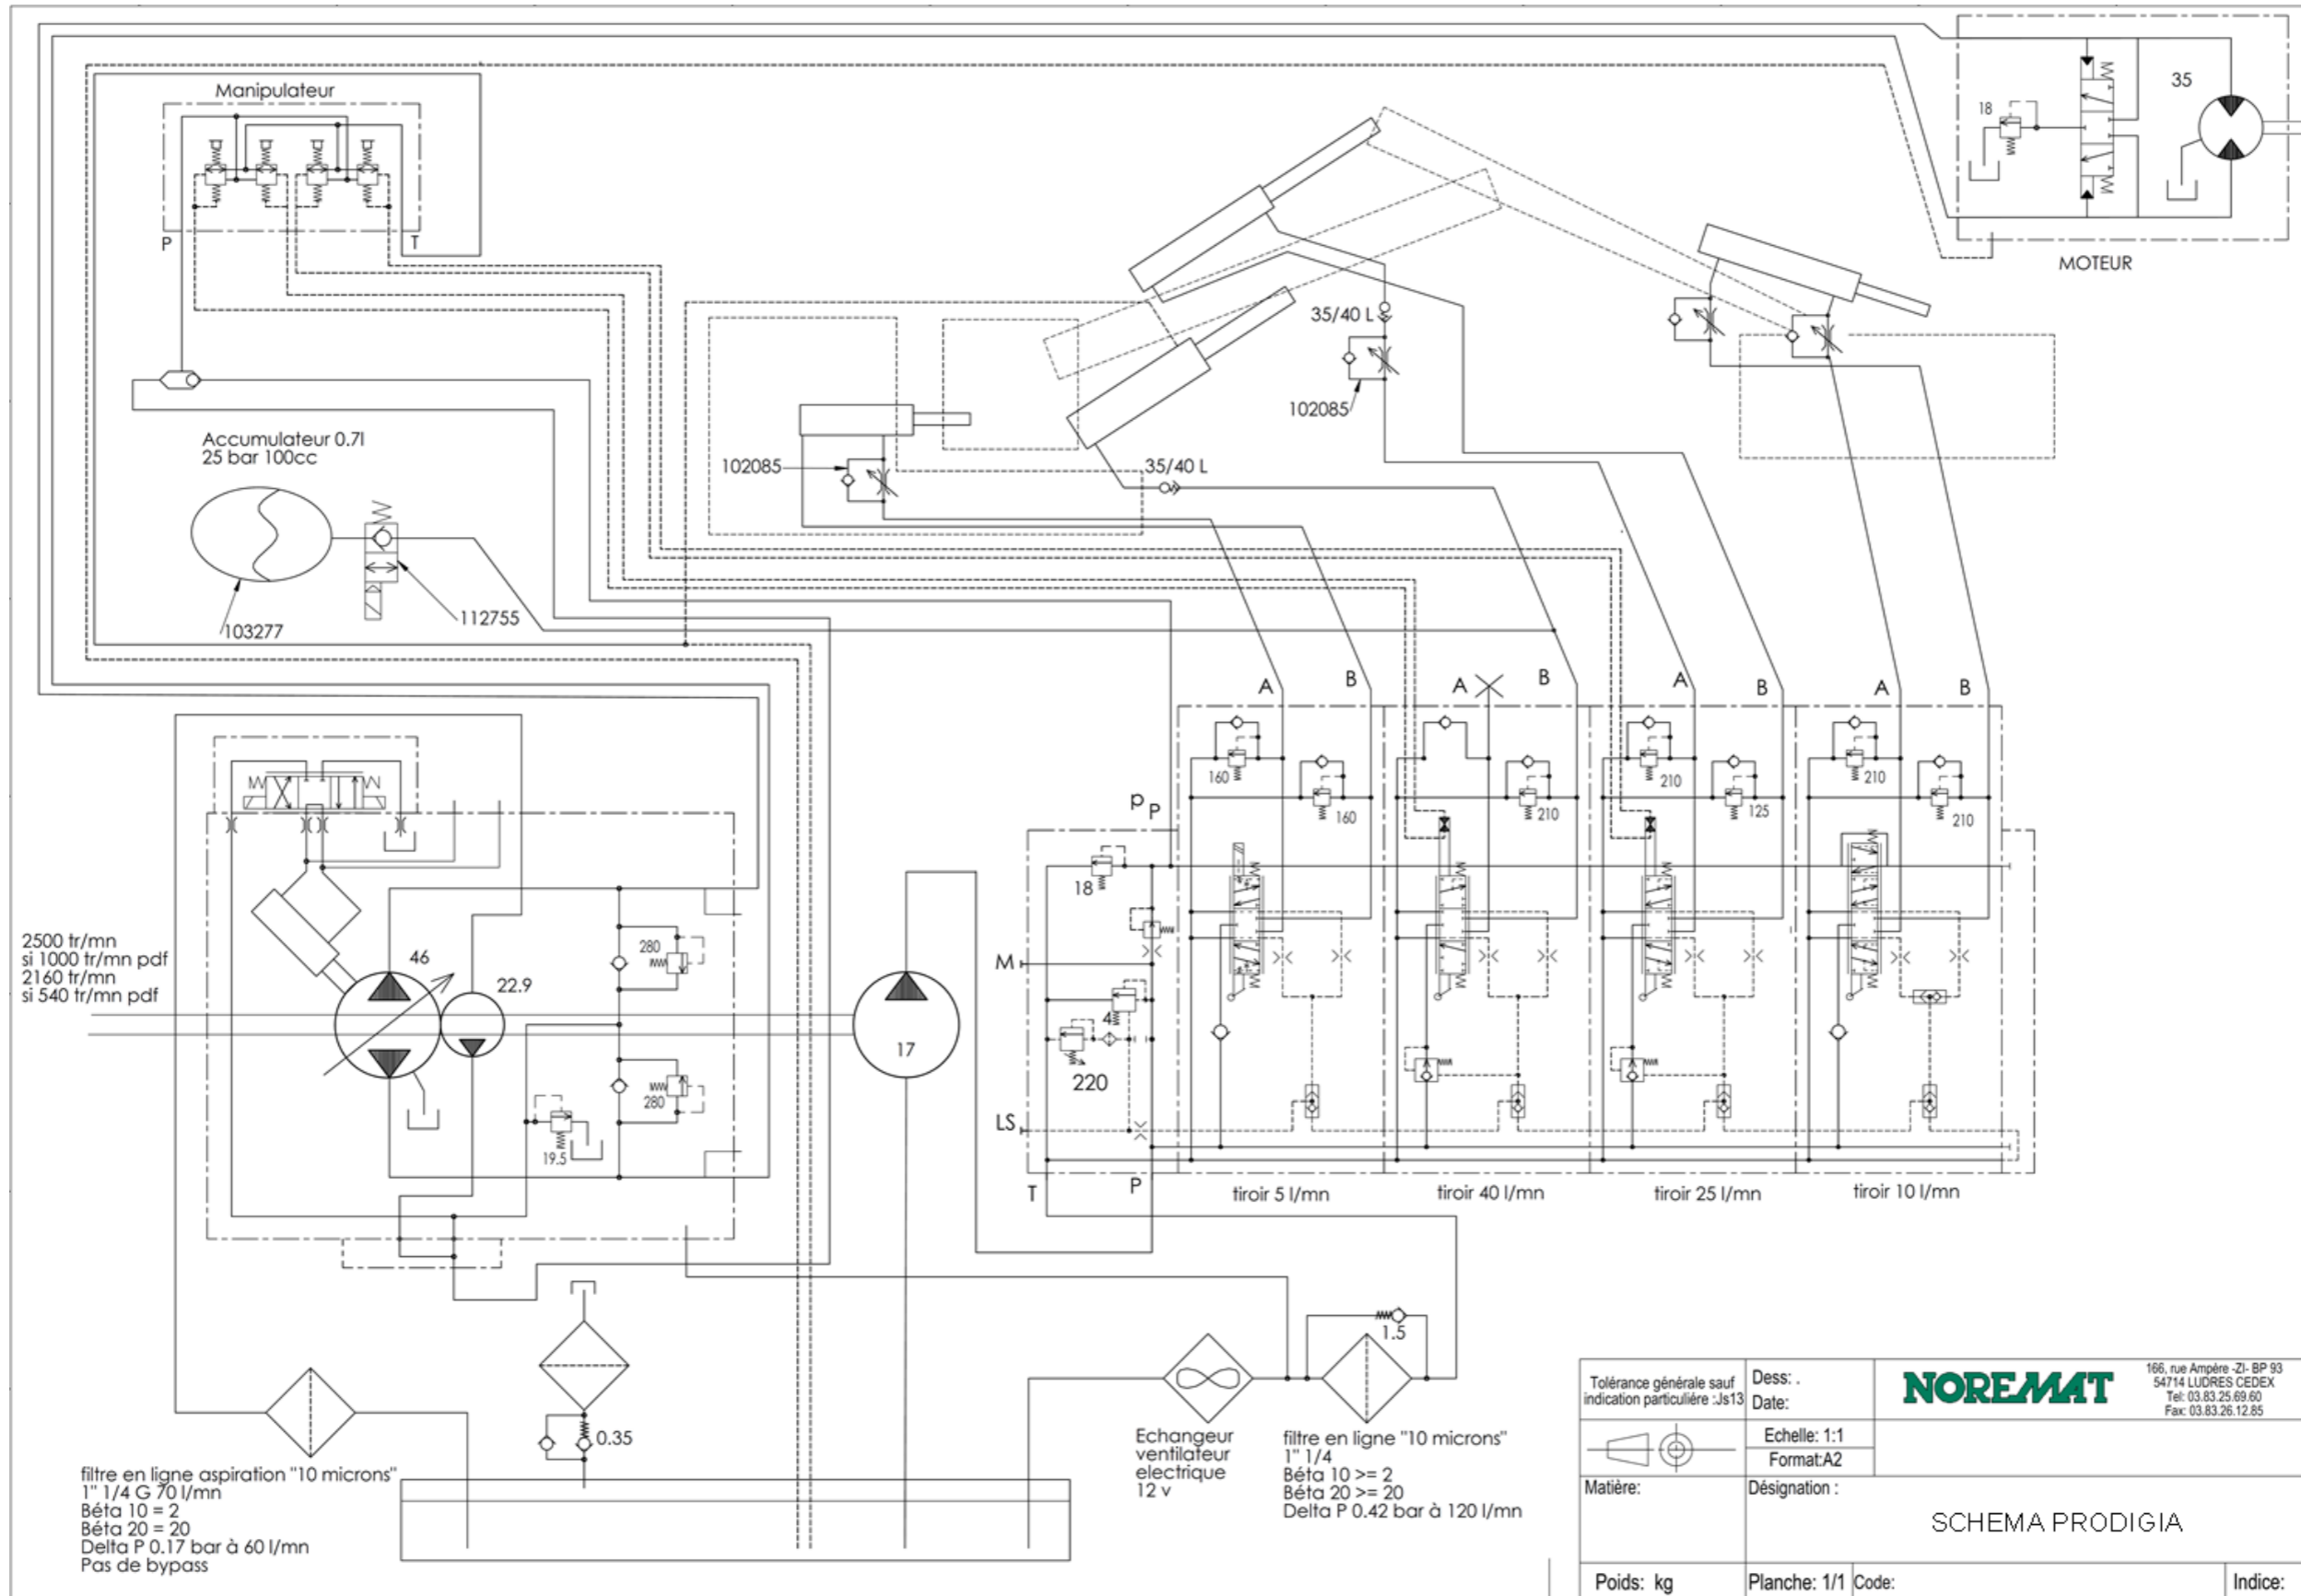 Manipulateur
P
T
18
35
MOTEUR
35/40 L
102085
Accumulateur 0.7l
25 bar 100cc
102085
35/40 L
103277
112755
A
B
A
B
A
B
A
B
160
160
210
210
125
210
210
p
P
18
M
4
220
LS
T
P
tiroir 5 l/mn
tiroir 40 l/mn
tiroir 25 l/mn
tiroir 10 l/mn
2500 tr/mn
si 1000 tr/mn pdf
2160 tr/mn
si 540 tr/mn pdf
46
22.9
280
280
19.5
17
1.5
0.35
filtre en ligne aspiration "10 microns"
1" 1/4 G 70 l/mn
Béta 10 = 2
Béta 20 = 20
Delta P 0.17 bar à 60 l/mn
Pas de bypass
Echangeur
ventilateur
electrique
12 v
filtre en ligne "10 microns"
1" 1/4
Béta 10 >= 2
Béta 20 >= 20
Delta P 0.42 bar à 120 l/mn
Tolérance générale sauf
indication particulière :Js13
Dess: .
Date:
NOREMAT
166, rue Ampère -ZI- BP 93
54714 LUDRES CEDEX
Tel: 03.83.25.69.60
Fax: 03.83.26.12.85
Echelle: 1:1
Format:A2
Matière:
Désignation :
SCHEMA PRODIGIA
Poids: kg
Planche: 1/1
Code:
Indice: